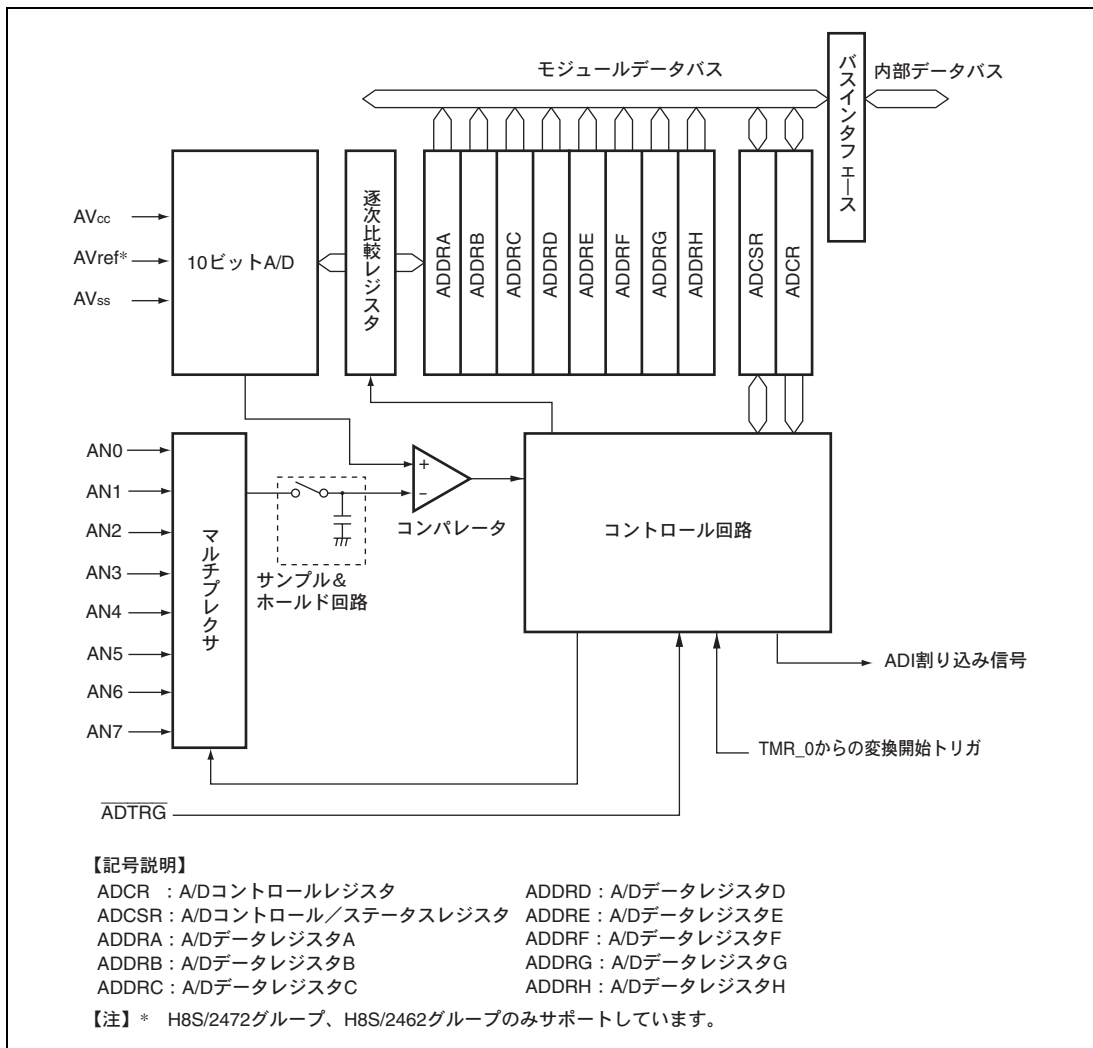 モジュールデータバス
バスインタフェース
内部データバス
AVcc
AVref*
AVss
10ビットA/D
逐次比較レジスタ
ADDRA
ADDRB
ADDRC
ADDRD
ADDRE
ADDRF
ADDRG
ADDRH
ADCSR
ADCR
AN0
AN1
AN2
AN3
AN4
AN5
AN6
AN7
マルチプレクサ
+
−
コンパレータ
サンプル&
ホールド回路
コントロール回路
ADI割り込み信号
TMR_0からの変換開始トリガ
ADTRG
【記号説明】
ADCR :A/Dコントロールレジスタ ADDRD:A/DデータレジスタD
ADCSR:A/Dコントロール/ステータスレジスタ ADDRE:A/DデータレジスタE
ADDRA:A/DデータレジスタA ADDRF:A/DデータレジスタF
ADDRB:A/DデータレジスタB ADDRG:A/DデータレジスタG
ADDRC:A/DデータレジスタC ADDRH:A/DデータレジスタH
【注】* H8S/2472グループ、H8S/2462グループのみサポートしています。